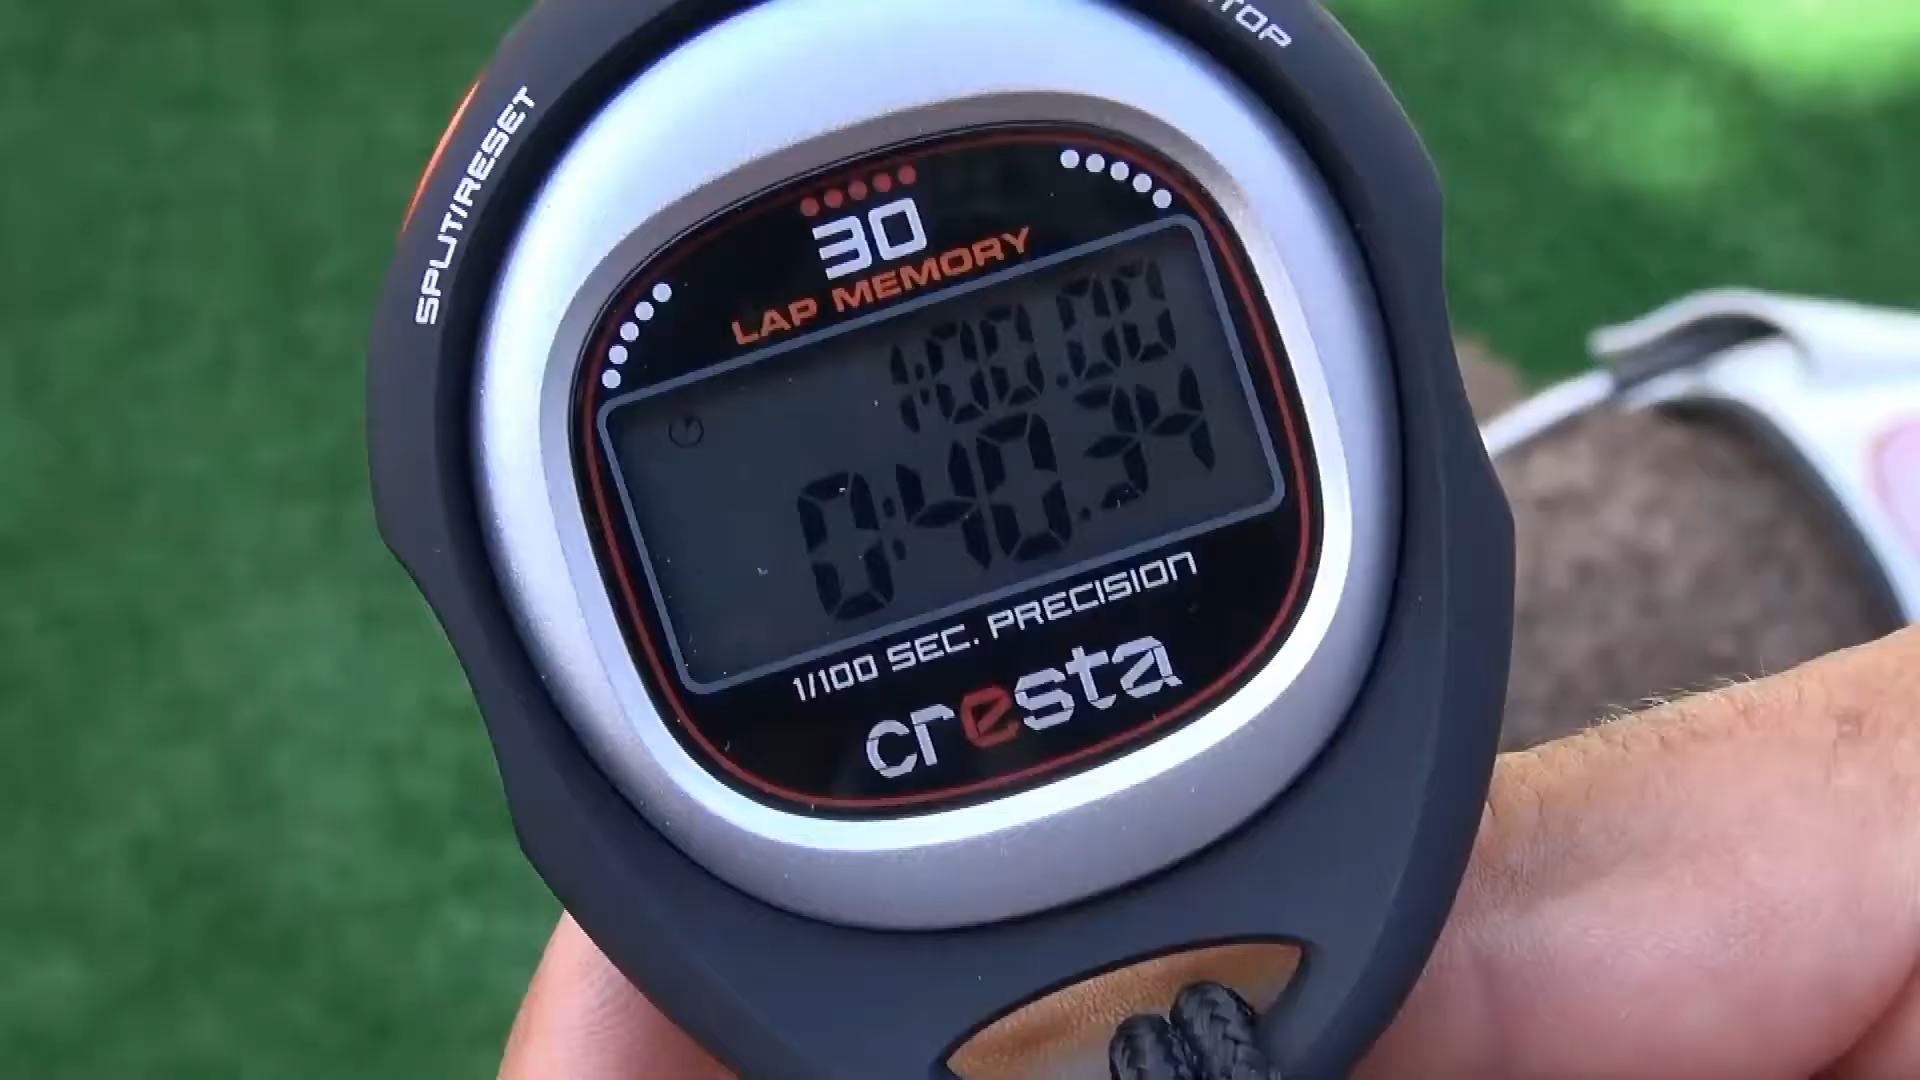 SPLIT/RESET
TOP
30
LAP MEMORY
1:00.00
0:40.34
1/100 SEC. PRECISION
cresta